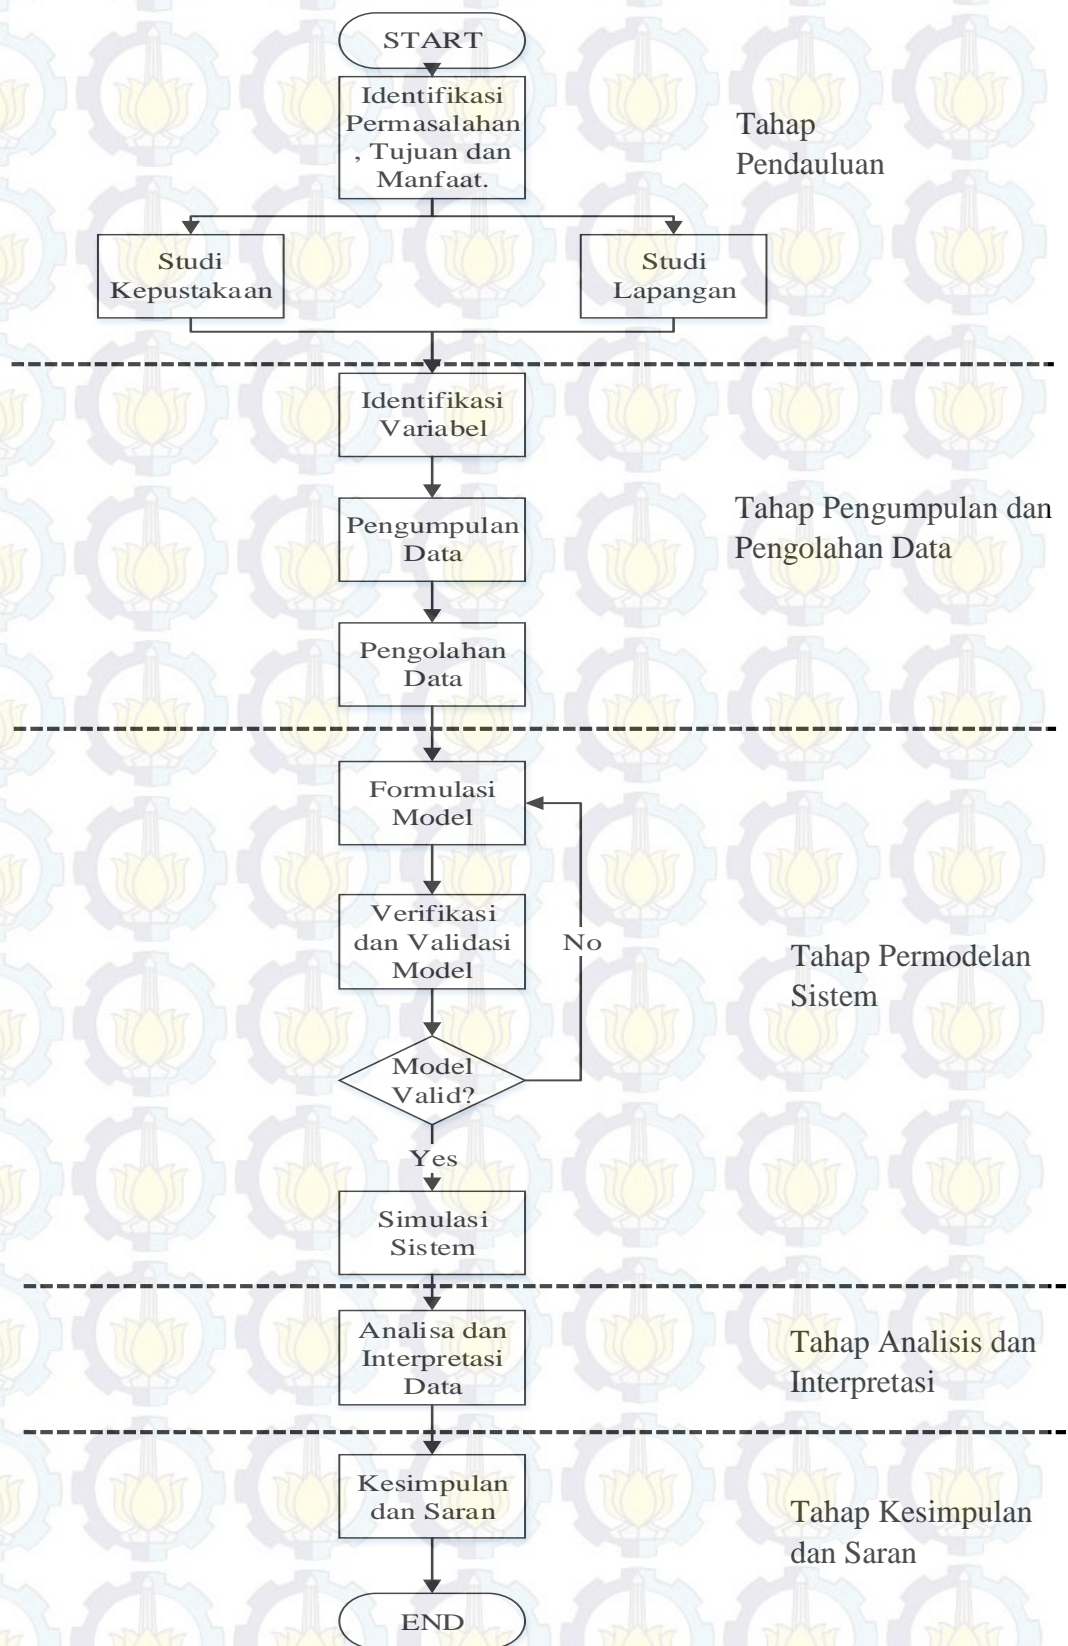 START
Identifikasi
Permasalahan
, Tujuan dan
Manfaat.
Tahap
Pendauluan
Studi
Kepustakaan
Studi
Lapangan
Identifikasi
Variabel
Pengumpulan
Data
Tahap Pengumpulan dan
Pengolahan Data
Pengolahan
Data
Formulasi
Model
Verifikasi
dan Validasi
Model
No
Tahap Permodelan
Sistem
Model
Valid?
Yes
Simulasi
Sistem
Analisa dan
Interpretasi
Data
Tahap Analisis dan
Interpretasi
Kesimpulan
dan Saran
Tahap Kesimpulan
dan Saran
END